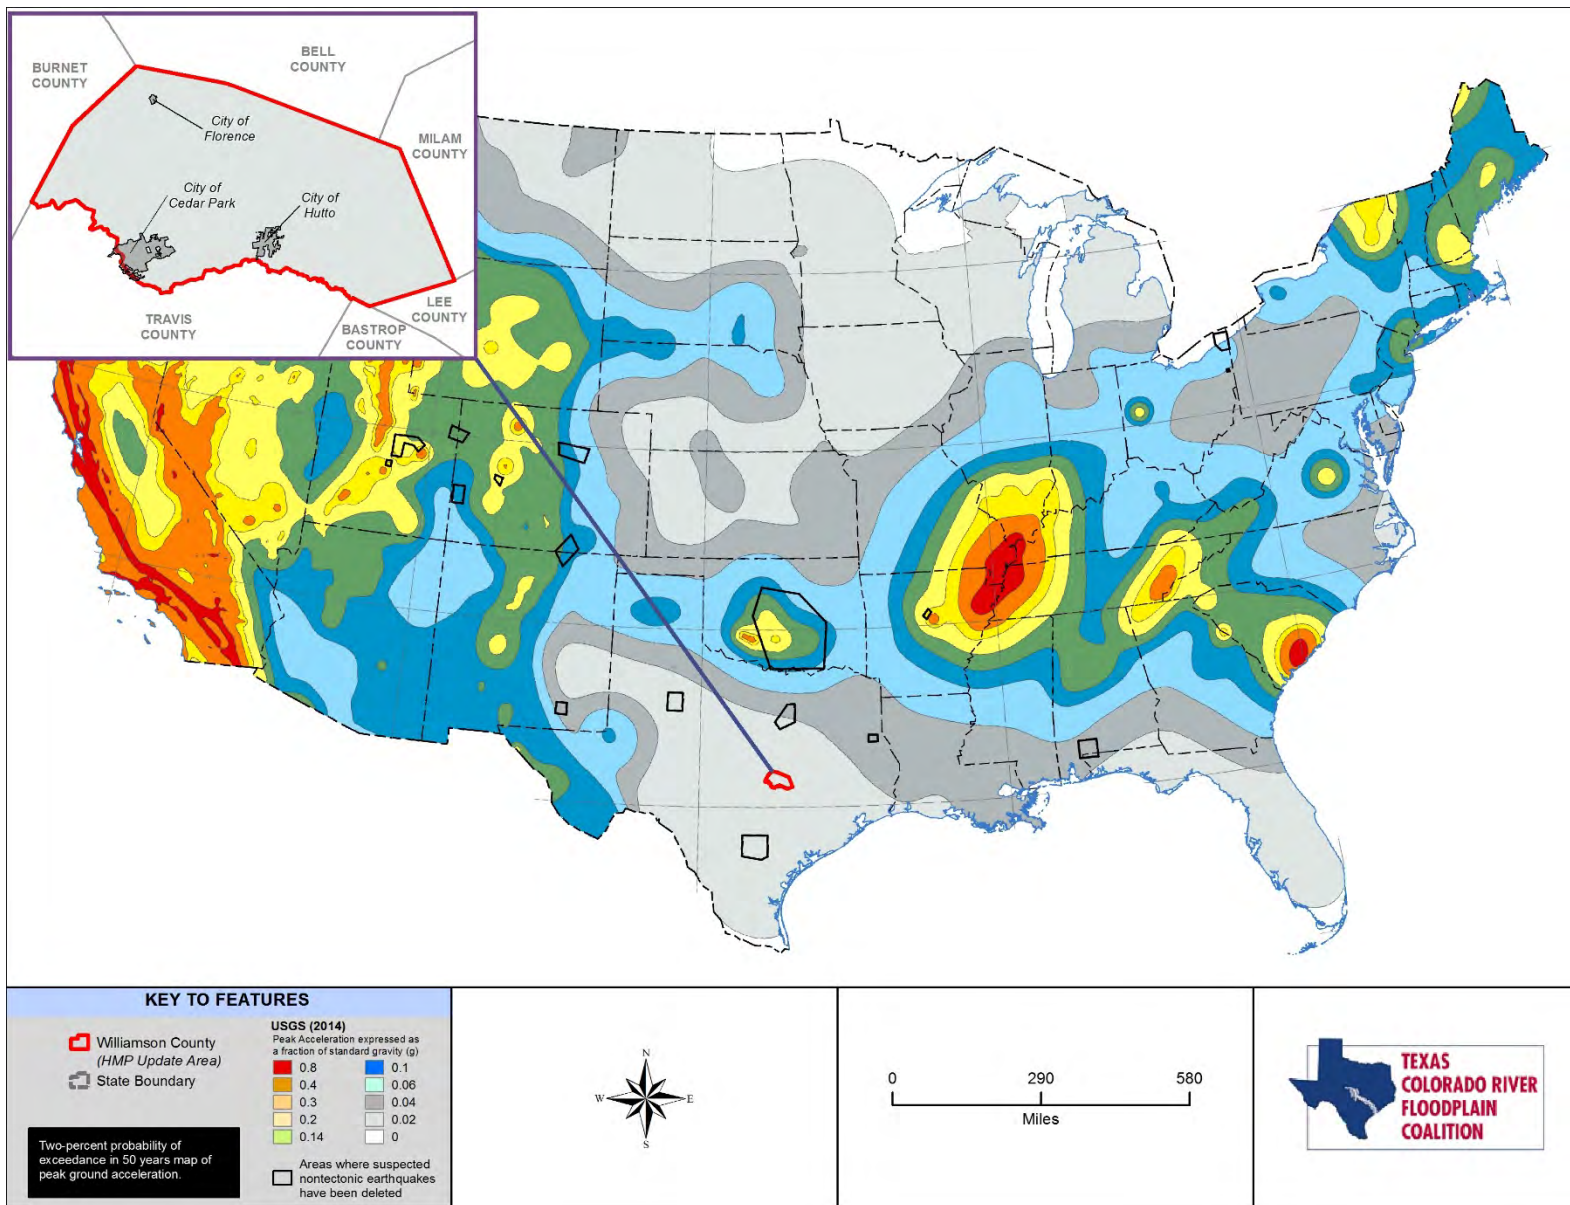 BURNET
COUNTY
BELL
COUNTY
City of
Florence
MILAM
COUNTY
City of
Cedar Park
City of
Hutto
TRAVIS
COUNTY
BASTROP
COUNTY
LEE
COUNTY
KEY TO FEATURES
Williamson County
(HMP Update Area)
State Boundary
Two-percent probability of
exceedance in 50 years map of
peak ground acceleration.
USGS (2014)
Peak Acceleration expressed as
a fraction of standard gravity (g)
0.8 0.1
0.4 0.06
0.3 0.04
0.2 0.02
0.14 0
Areas where suspected
nontectonic earthquakes
have been deleted
N
W E
S
0 290 580
Miles
TEXAS
COLORADO RIVER
FLOODPLAIN
COALITION